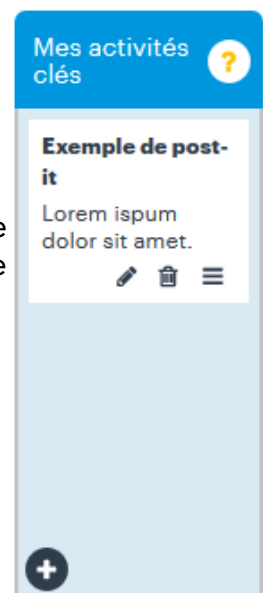 Mes activités
clés
?
Exemple de post-
it
Lorem ispum
dolor sit amet.
e
e